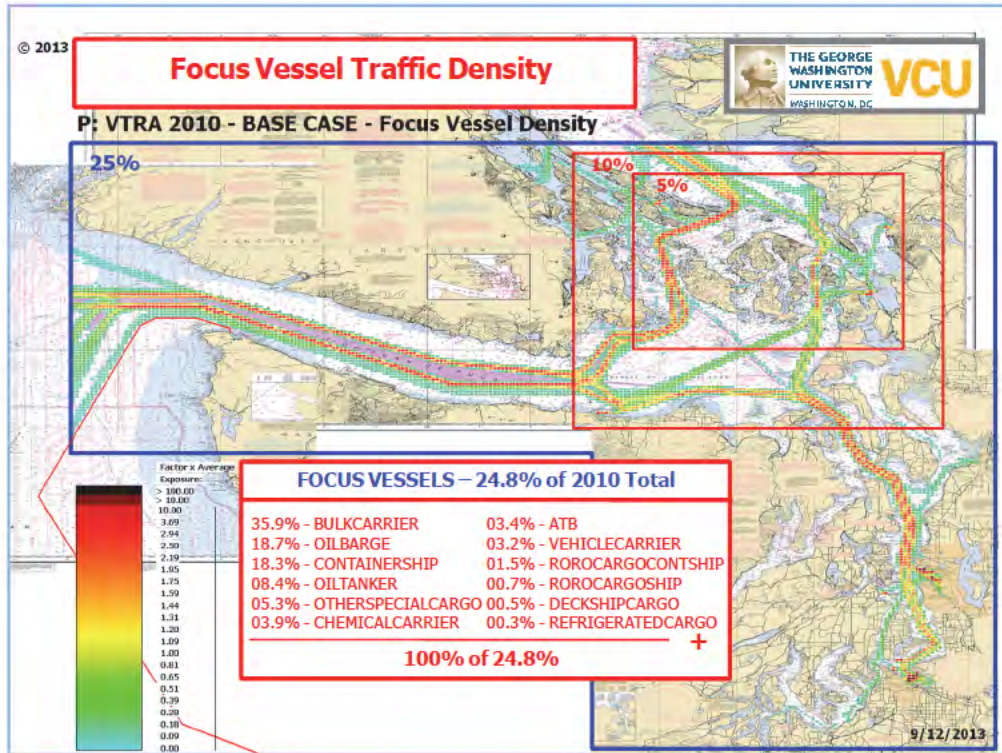 © 2013
Focus Vessel Traffic Density
THE GEORGE
WASHINGTON
UNIVERSITY
WASHINGTON, DC
VCU
P: VTRA 2010 - BASE CASE - Focus Vessel Density
25%
10%
5%
Factor x Average
Exposure:
> 100.00
> 10.00
10.00
3.69
2.94
2.50
2.19
1.95
1.75
1.59
1.44
1.31
1.20
1.09
1.00
0.81
0.65
0.51
0.39
0.28
0.18
0.09
0.00
FOCUS VESSELS – 24.8% of 2010 Total
35.9% - BULKCARRIER
18.7% - OILBARGE
18.3% - CONTAINERSHIP
08.4% - OILTANKER
05.3% - OTHERSPECIALCARGO
03.9% - CHEMICALCARRIER
03.4% - ATB
03.2% - VEHICLECARRIER
01.5% - ROROCARGOCONTSHIP
00.7% - ROROCARGOSHIP
00.5% - DECKSHIPCARGO
00.3% - REFRIGERATEDCARGO
+
100% of 24.8%
9/12/2013